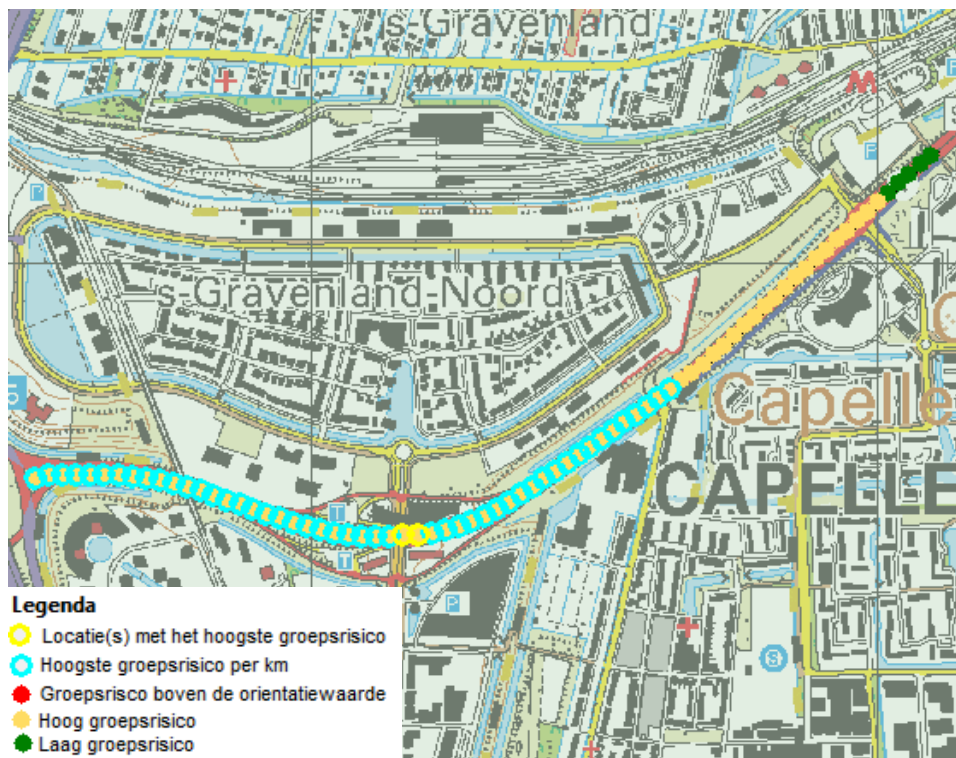 s-Gravenland
P
M
P
P
s-Gravenland-Noord
Capelle
CAPELLE
T
T
P
S
Legenda
Locatie(s) met het hoogste groepsrisico
Hoogste groepsrisico per km
Groepsrisco boven de orientatiewaarde
Hoog groepsrisico
Laag groepsrisico